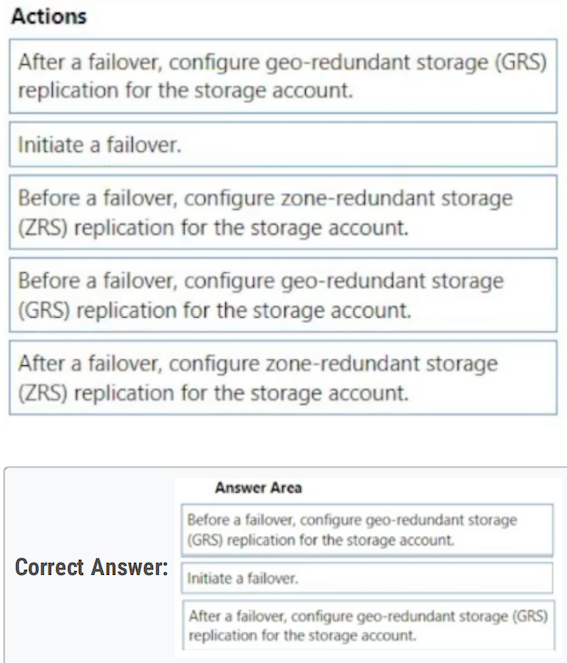 Actions
After a failover, configure geo-redundant storage (GRS)
replication for the storage account.
Initiate a failover.
Before a failover, configure zone-redundant storage
(ZRS) replication for the storage account.
Before a failover, configure geo-redundant storage
(GRS) replication for the storage account.
After a failover, configure zone-redundant storage
(ZRS) replication for the storage account.
Answer Area
Before a failover, configure geo-redundant storage
(GRS) replication for the storage account.
Correct Answer:
Initiate a failover.
After a failover, configure geo-redundant storage (GRS)
replication for the storage account.